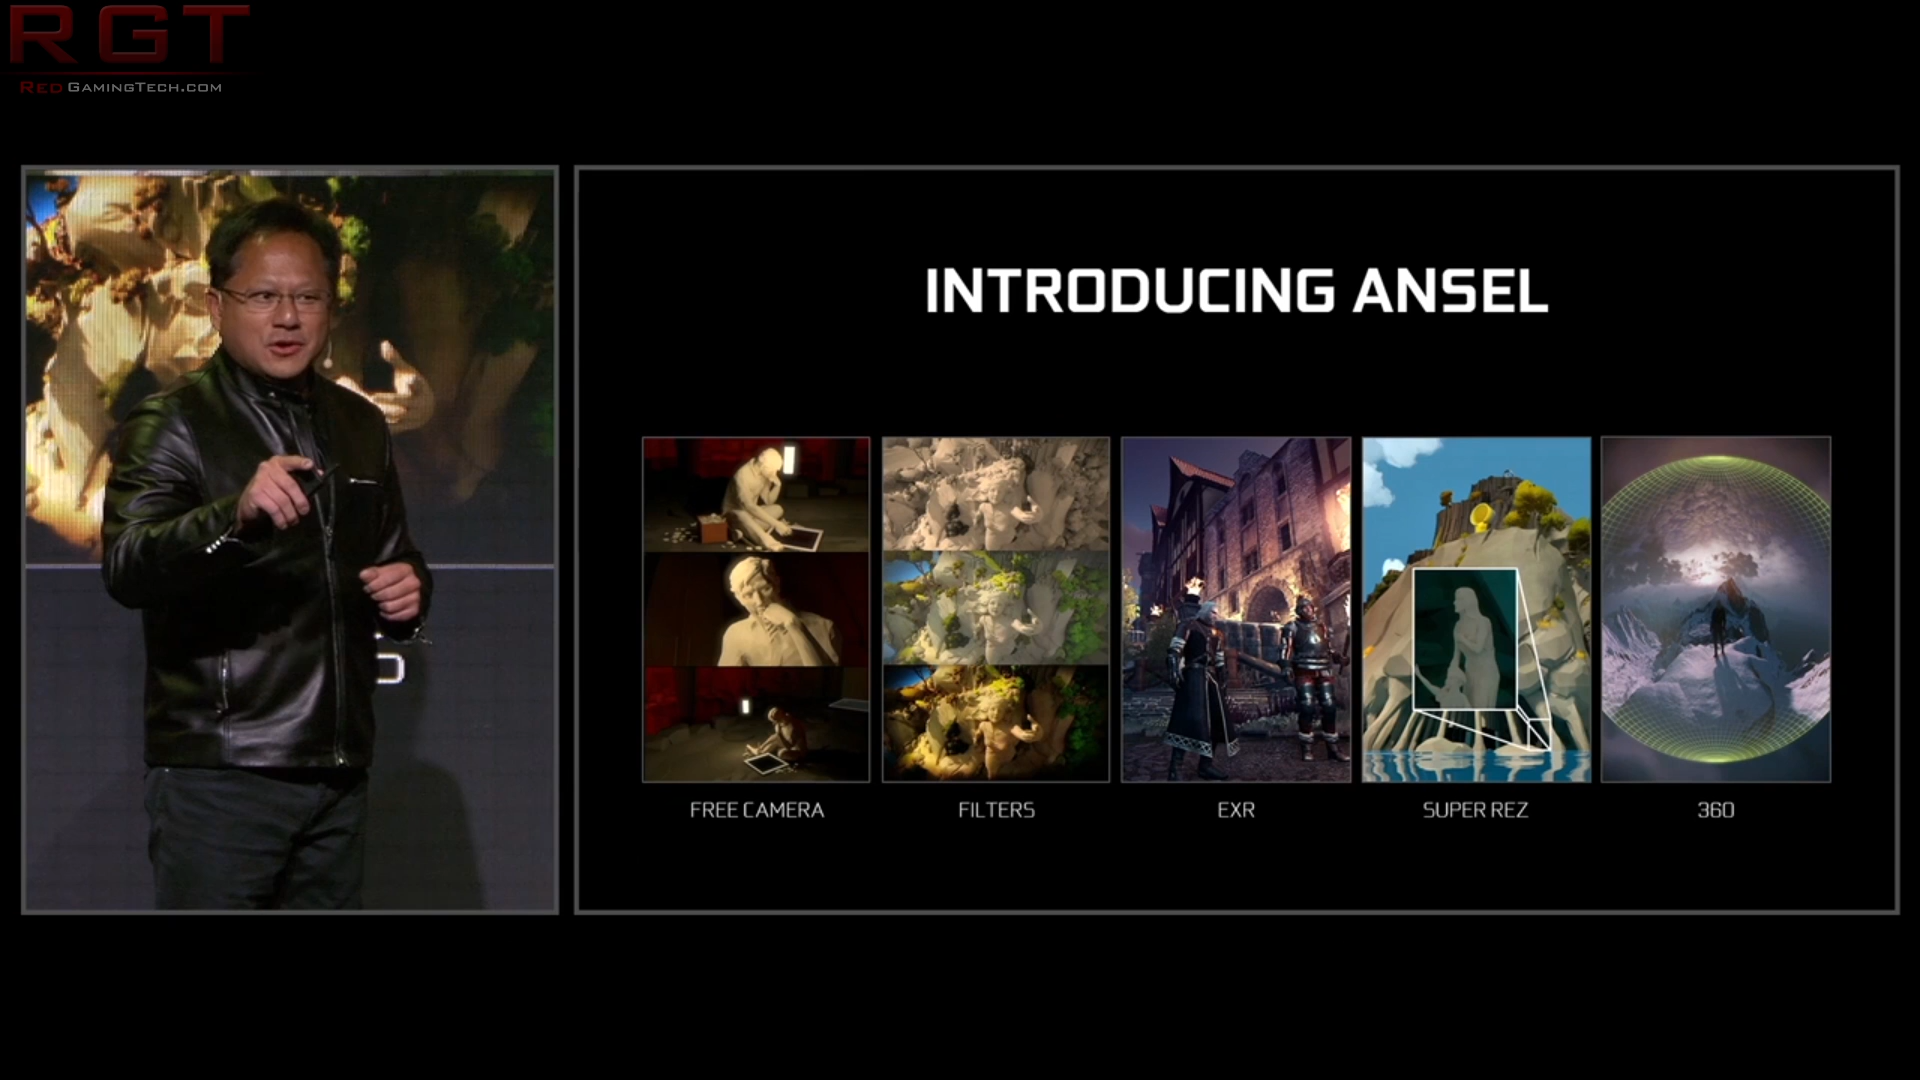 RGT
RED GAMINGTECH.COM
INTRODUCING ANSEL
FREE CAMERA
FILTERS
EXR
SUPER REZ
360